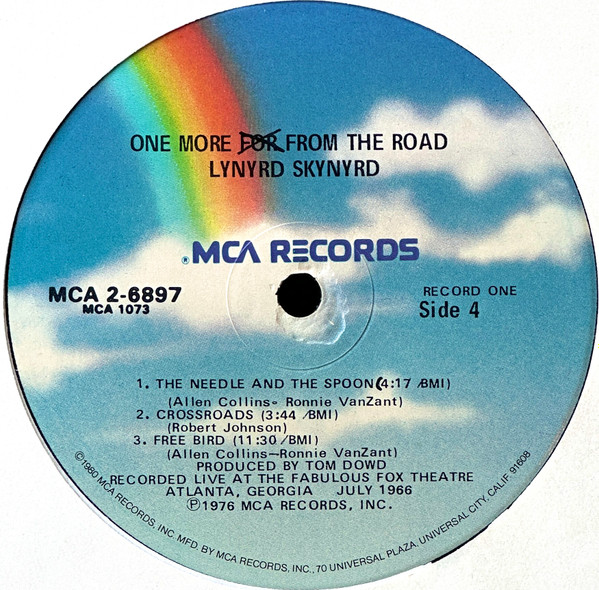 ONE MORE FOR FROM THE ROAD
LYNYRD SKYNYRD
®MCA RECORDS
MCA 2-6897
MCA 1073
RECORD ONE
Side 4
1. THE NEEDLE AND THE SPOON (4:17 /BMI)
(Allen Collins- Ronnie VanZant)
2. CROSSROADS (3:44 /BMI)
(Robert Johnson)
3. FREE BIRD (11:30 /BMI)
(Allen Collins—Ronnie VanZant)
PRODUCED BY TOM DOWD
RECORDED LIVE AT THE FABULOUS FOX THEATRE
ATLANTA, GEORGIA JULY 1966
℗1976 MCA RECORDS, INC.
©1980 MCA RECORDS, INC. MFD. BY MCA RECORDS, INC., 70 UNIVERSAL PLAZA, UNIVERSAL CITY, CALIF. 91608